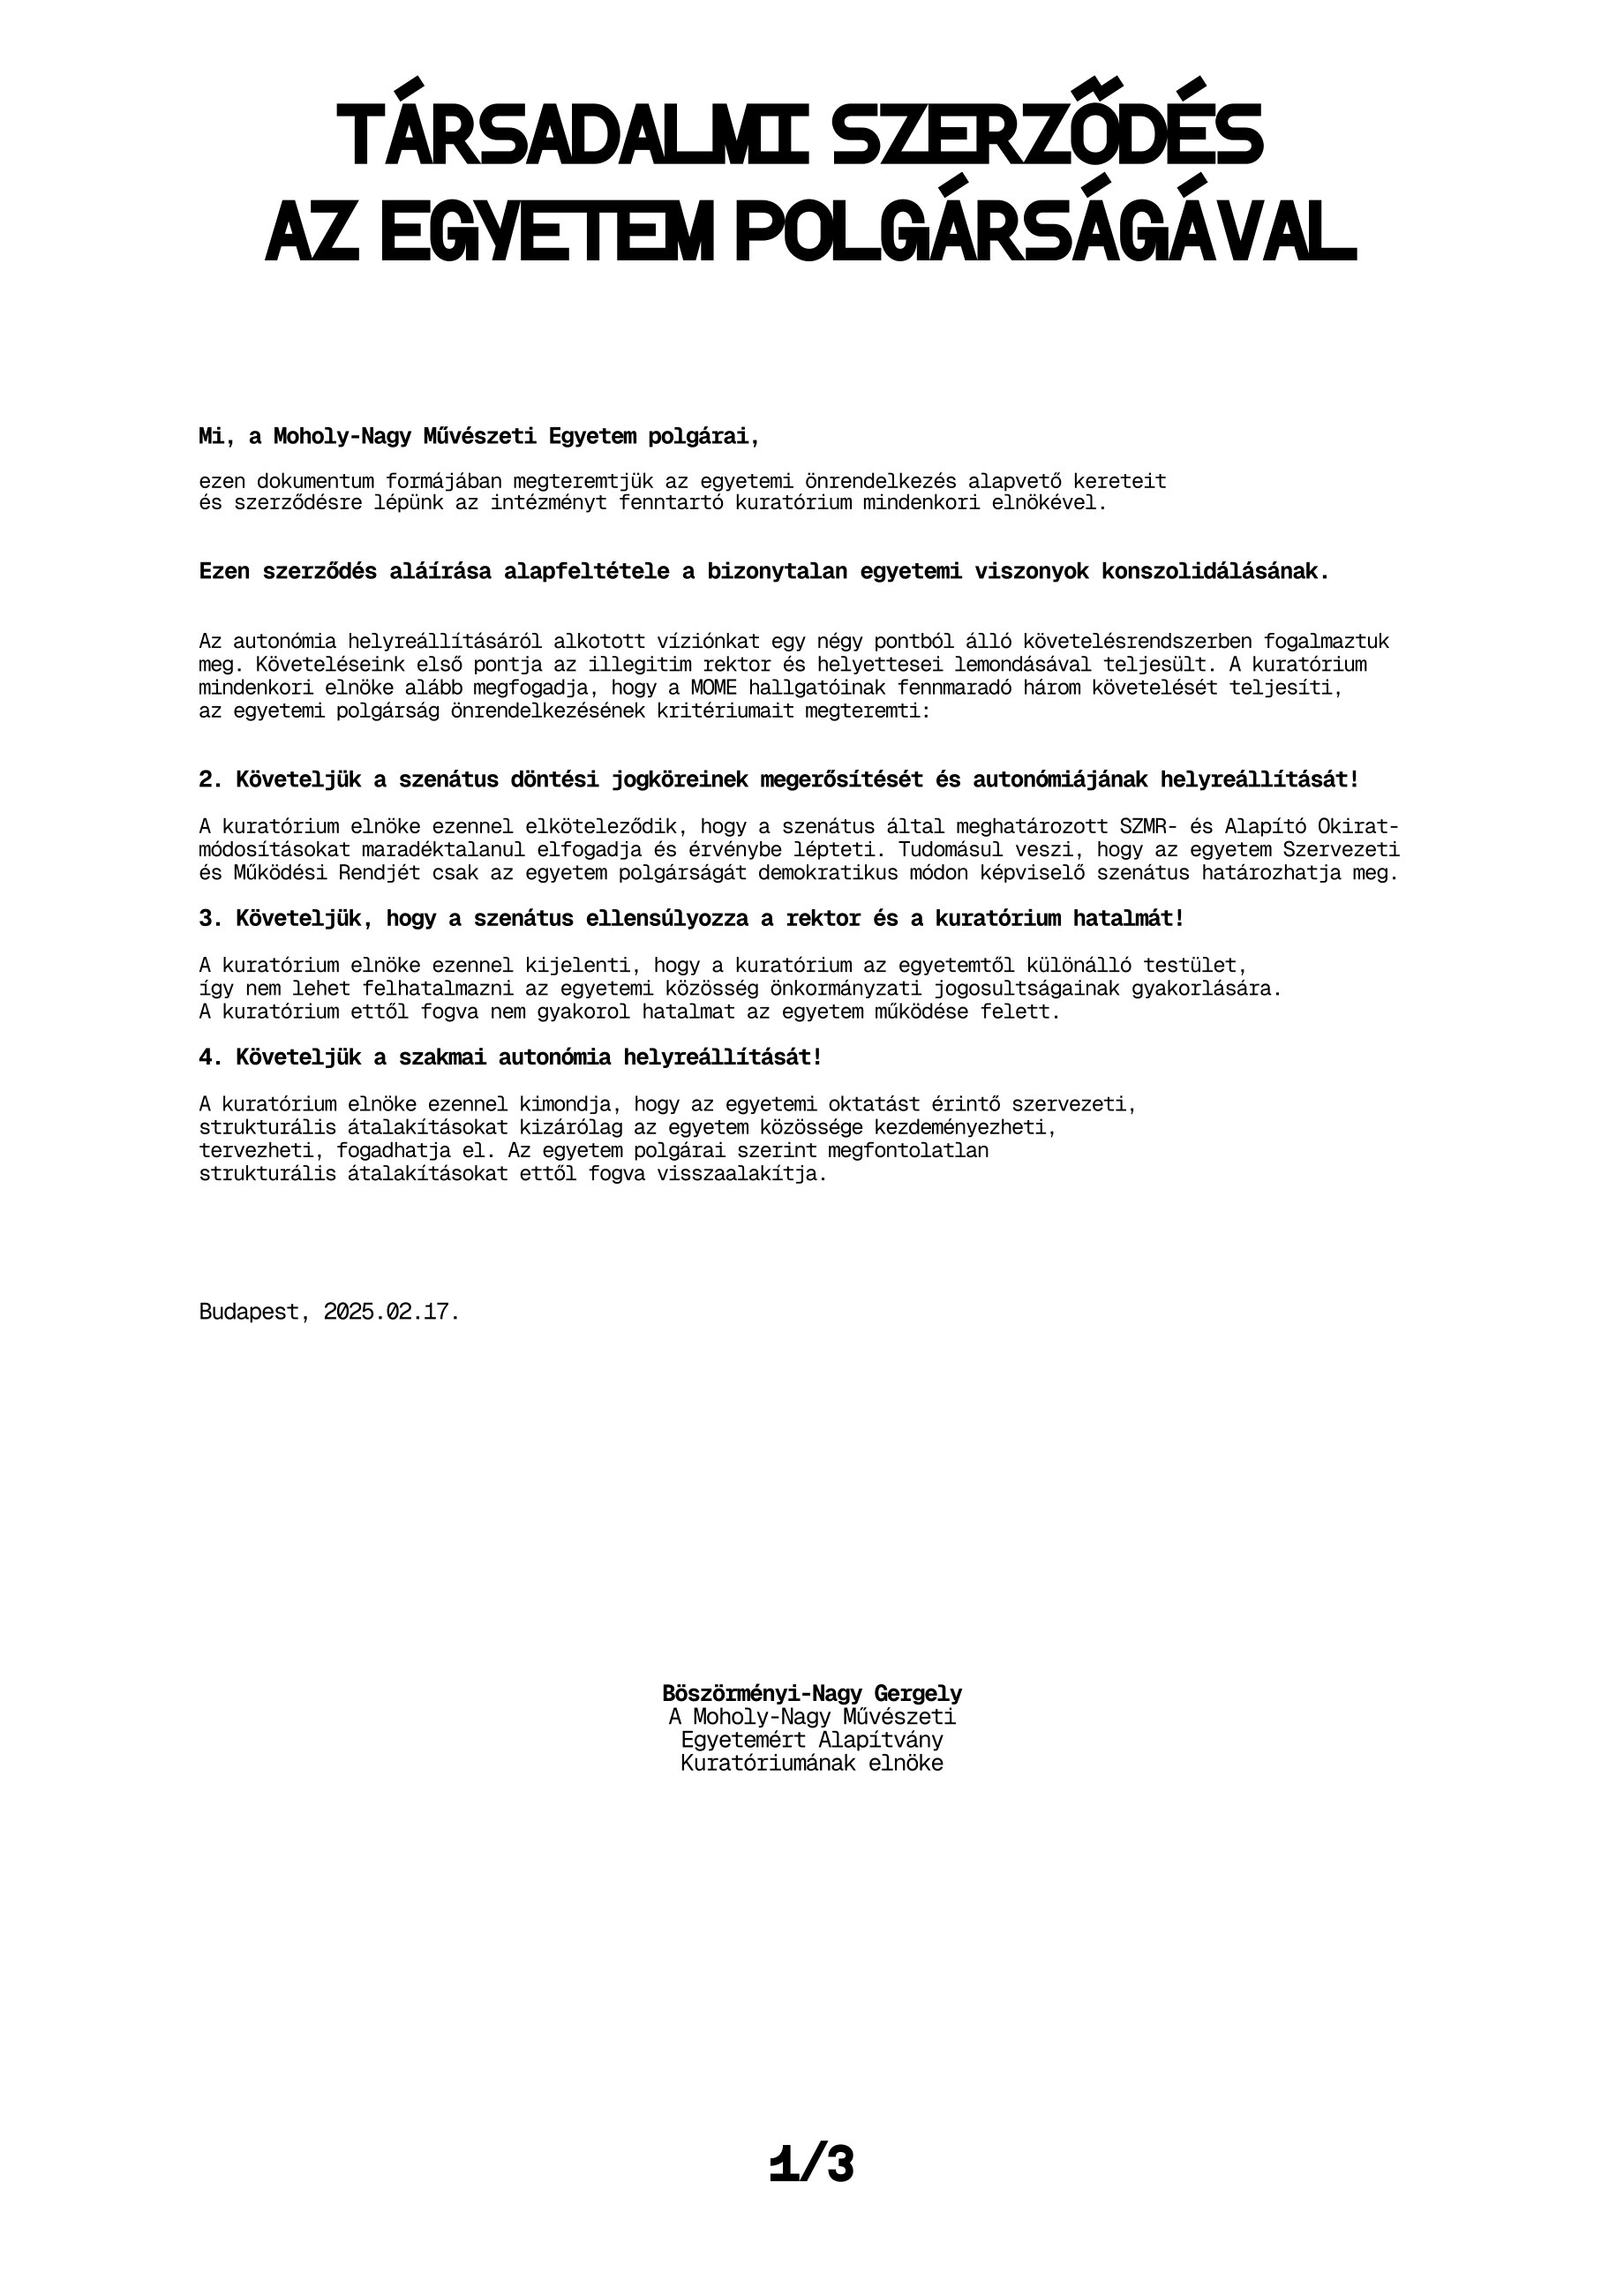 TÁRSADALMI SZERZŐDÉS
AZ EGYETEM POLGÁRSÁGÁVAL
Mi, a Moholy-Nagy Művészeti Egyetem polgárai,
ezen dokumentum formájában megteremtjük az egyetemi önrendelkezés alapvető kereteit
és szerződésre lépünk az intézményt fenntartó kuratórium mindenkori elnökével.
Ezen szerződés aláírása alapfeltétele a bizonytalan egyetemi viszonyok konszolidálásának.
Az autonómia helyreállításáról alkotott víziónkat egy négy pontból álló követelésrendszerben fogalmaztuk
meg. Követeléseink első pontja az illegitim rektor és helyettesei lemondásával teljesült. A kuratórium
mindenkori elnöke alább megfogadja, hogy a MOME hallgatóinak fennmaradó három követelését teljesíti,
az egyetemi polgárság önrendelkezésének kritériumait megteremti:
2. Követeljük a szenátus döntési jogköreinek megerősítését és autonómiájának helyreállítását!
A kuratórium elnöke ezennel elköteleződik, hogy a szenátus által meghatározott SZMR- és Alapító Okirat-
módosításokat maradéktalanul elfogadja és érvénybe lépteti. Tudomásul veszi, hogy az egyetem Szervezeti
és Működési Rendjét csak az egyetem polgárságát demokratikus módon képviselő szenátus határozhatja meg.
3. Követeljük, hogy a szenátus ellensúlyozza a rektor és a kuratórium hatalmát!
A kuratórium elnöke ezennel kijelenti, hogy a kuratórium az egyetemtől különálló testület,
így nem lehet felhatalmazni az egyetemi közösség önkormányzati jogosultságainak gyakorlására.
A kuratórium ettől fogva nem gyakorol hatalmat az egyetem működése felett.
4. Követeljük a szakmai autonómia helyreállítását!
A kuratórium elnöke ezennel kimondja, hogy az egyetemi oktatást érintő szervezeti,
strukturális átalakításokat kizárólag az egyetem közössége kezdeményezheti,
tervezheti, fogadhatja el. Az egyetem polgárai szerint megfontolatlan
strukturális átalakításokat ettől fogva visszaalakítja.
Budapest, 2025.02.17.
Böszörményi-Nagy Gergely
A Moholy-Nagy Művészeti
Egyetemért Alapítvány
Kuratóriumának elnöke
1/3